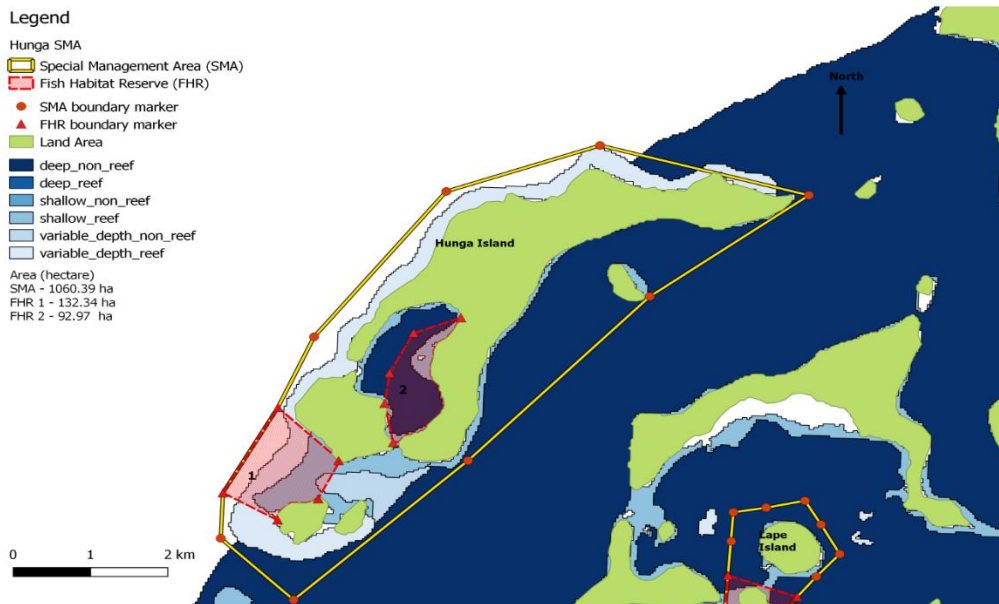 Legend
Hunga SMA
Special Management Area (SMA)
Fish Habitat Reserve (FHR)
SMA boundary marker
FHR boundary marker
Land Area
deep_non_reef
deep_reef
shallow_non_reef
shallow_reef
variable_depth_non_reef
variable_depth_reef
Area (hectare)
SMA - 1060.39 ha
FHR 1 - 132.34 ha
FHR 2 - 92.97 ha
North
Hunga Island
2
1
Lape
Island
0 1 2 km